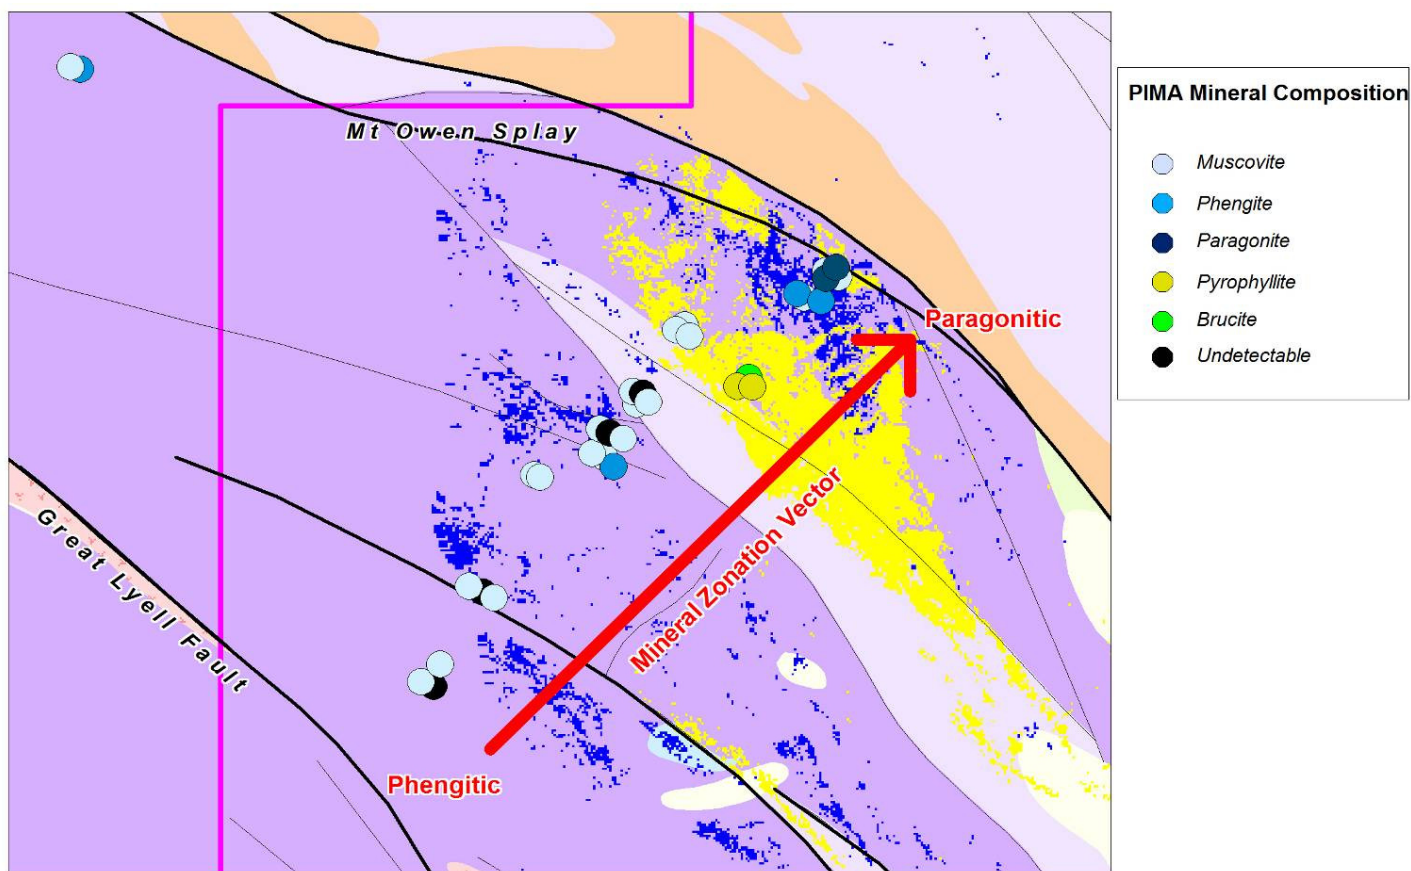 PIMA Mineral Composition
Muscovite
Phengite
Paragonite
Pyrophyllite
Brucite
Undetectable
Mt Owen Splay
Paragonitic
Mineral Zonation Vector
Great Lyell Fault
Phengitic